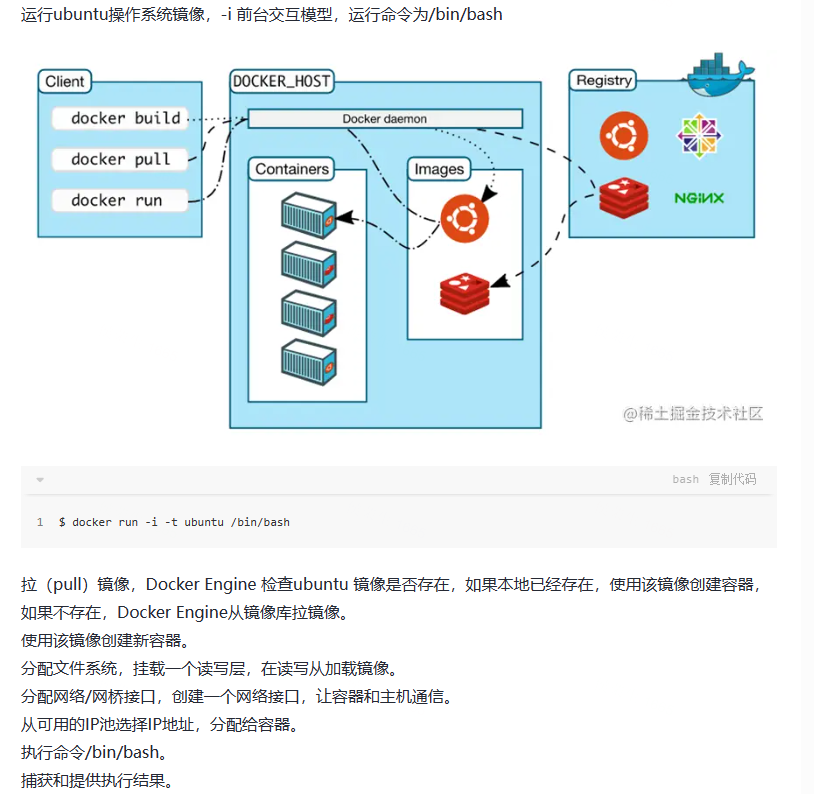 运行ubuntu操作系统镜像，-i 前台交互模型，运行命令为/bin/bash
Client
DOCKER_HOST
Registry
docker build
Docker daemon
docker pull
Containers
Images
docker run
NGINX
@稀土掘金技术社区
bash 复制代码
1 $ docker run -i -t ubuntu /bin/bash
拉（pull）镜像，Docker Engine 检查ubuntu 镜像是否存在，如果本地已经存在，使用该镜像创建容器，
如果不存在，Docker Engine从镜像库拉镜像。
使用该镜像创建新容器。
分配文件系统，挂载一个读写层，在读写从加载镜像。
分配网络/网桥接口，创建一个网络接口，让容器和主机通信。
从可用的IP池选择IP地址，分配给容器。
执行命令/bin/bash。
捕获和提供执行结果。